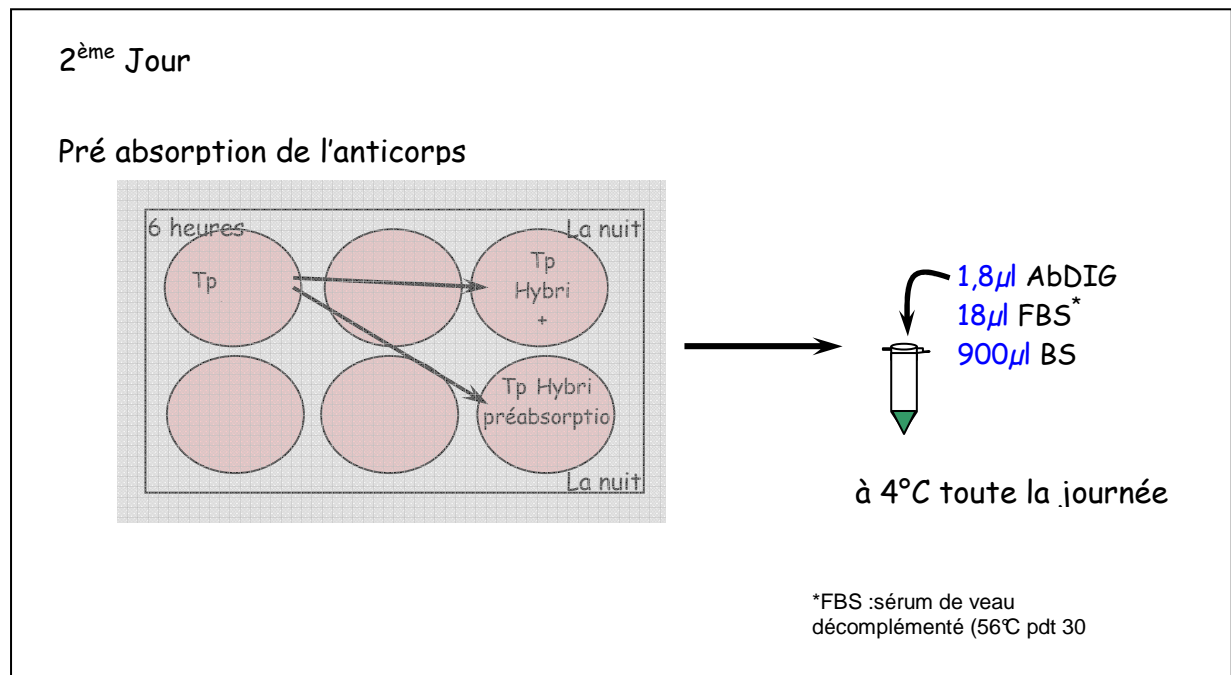 2ème Jour
Pré absorption de l'anticorps
6 heures
La nuit
Tp
Tp
Hybri
+
Tp Hybri
préabsorptio
La nuit
1,8µl AbDIG
18µl FBS*
900µl BS
à 4°C toute la journée
*FBS :sérum de veau
décomplémenté (56°C pdt 30